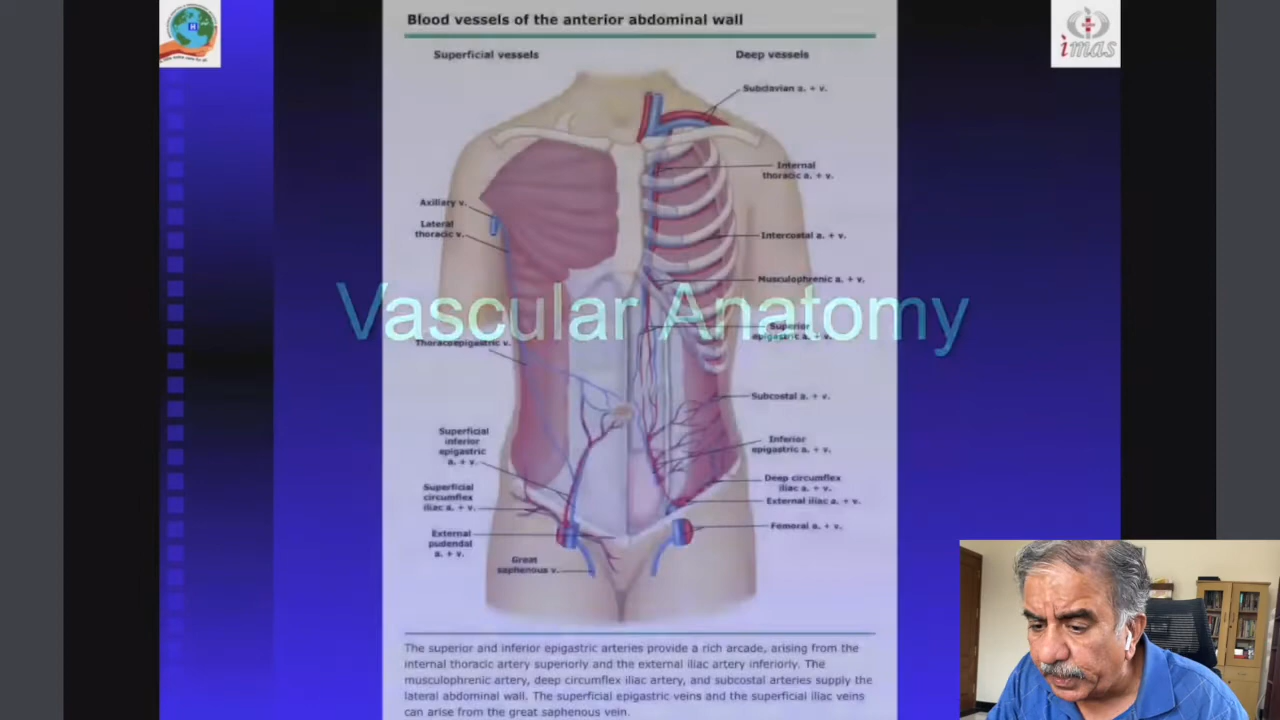 Blood vessels of the anterior abdominal wall
Superficial vessels
Deep vessels
Subclavian a. + v.
Internal
thoracic a. + v.
Axillary v.
Lateral
thoracic v.
Intercostal a. + v.
Musculophrenic a. + v.
Vascular Anatomy
Superior
epigastric a. + v.
Thoracoepigastric v.
Subcostal a. + v.
Superficial
inferior
epigastric
a. + v.
Inferior
epigastric a. + v.
Deep circumflex
iliac a. + v.
Superficial
circumflex
iliac a. + v.
External iliac a. + v.
Femoral a. + v.
External
pudendal
a. + v.
Great
saphenous v.
The superior and inferior epigastric arteries provide a rich arcade, arising from the
internal thoracic artery superiorly and the external iliac artery inferiorly. The
musculophrenic artery, deep circumflex iliac artery, and subcostal arteries supply the
lateral abdominal wall. The superficial epigastric veins and the superficial iliac veins
can arise from the great saphenous vein.
H
imas